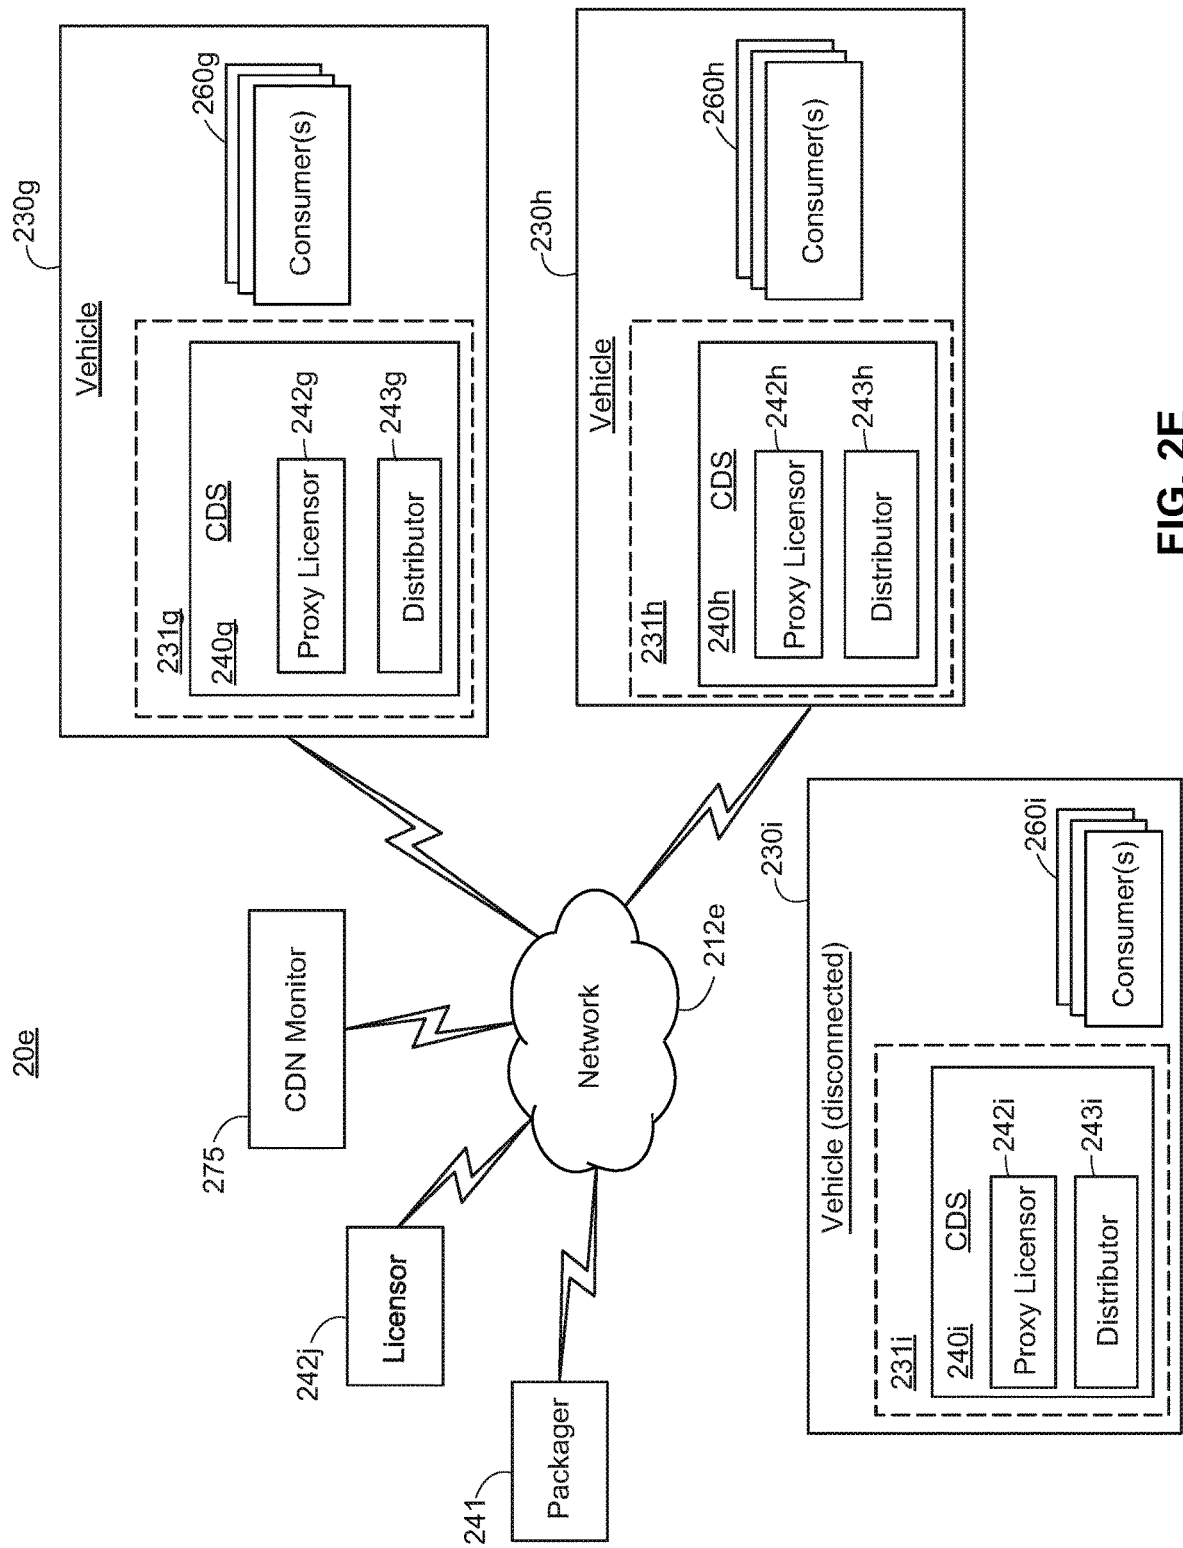 20e
230g
Vehicle
231g
240g
CDS
Proxy Licensor
242g
Distributor
243g
Consumer(s)
260g
275
CDN Monitor
242j
Licensor
241
Packager
Network
212e
230h
Vehicle
231h
240h
CDS
Proxy Licensor
242h
Distributor
243h
Consumer(s)
260h
230i
Vehicle (disconnected)
231i
240i
CDS
Proxy Licensor
242i
Distributor
243i
Consumer(s)
260i
FIG. 2E